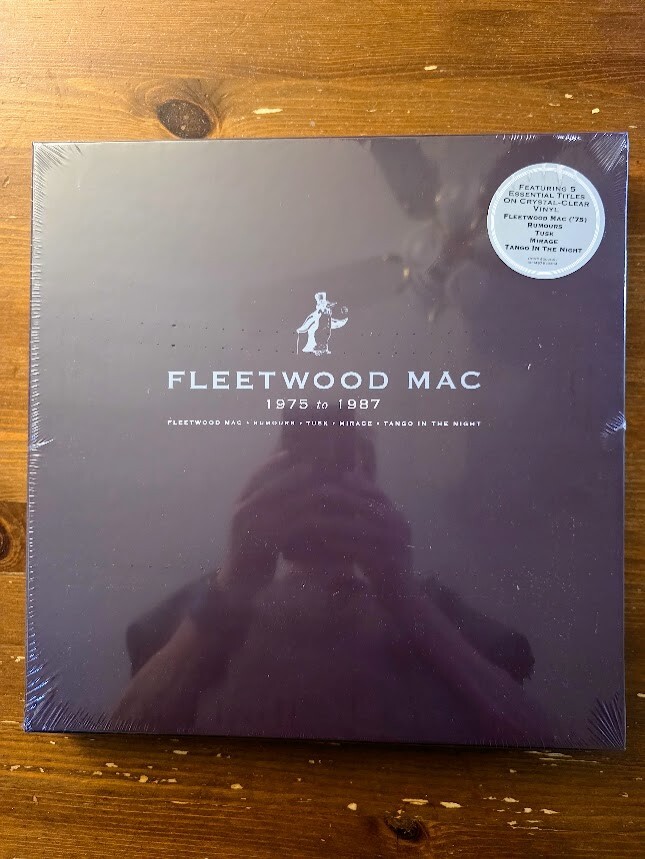 FEATURING 5
ESSENTIAL TITLES
ON CRYSTAL-CLEAR
VINYL
FLEETWOOD MAC ('75)
RUMOURS
TUSK
MIRAGE
TANGO IN THE NIGHT
FLEETWOOD MAC
1975 to 1987
FLEETWOOD MAC • RUMOURS • TUSK • MIRAGE • TANGO IN THE NIGHT